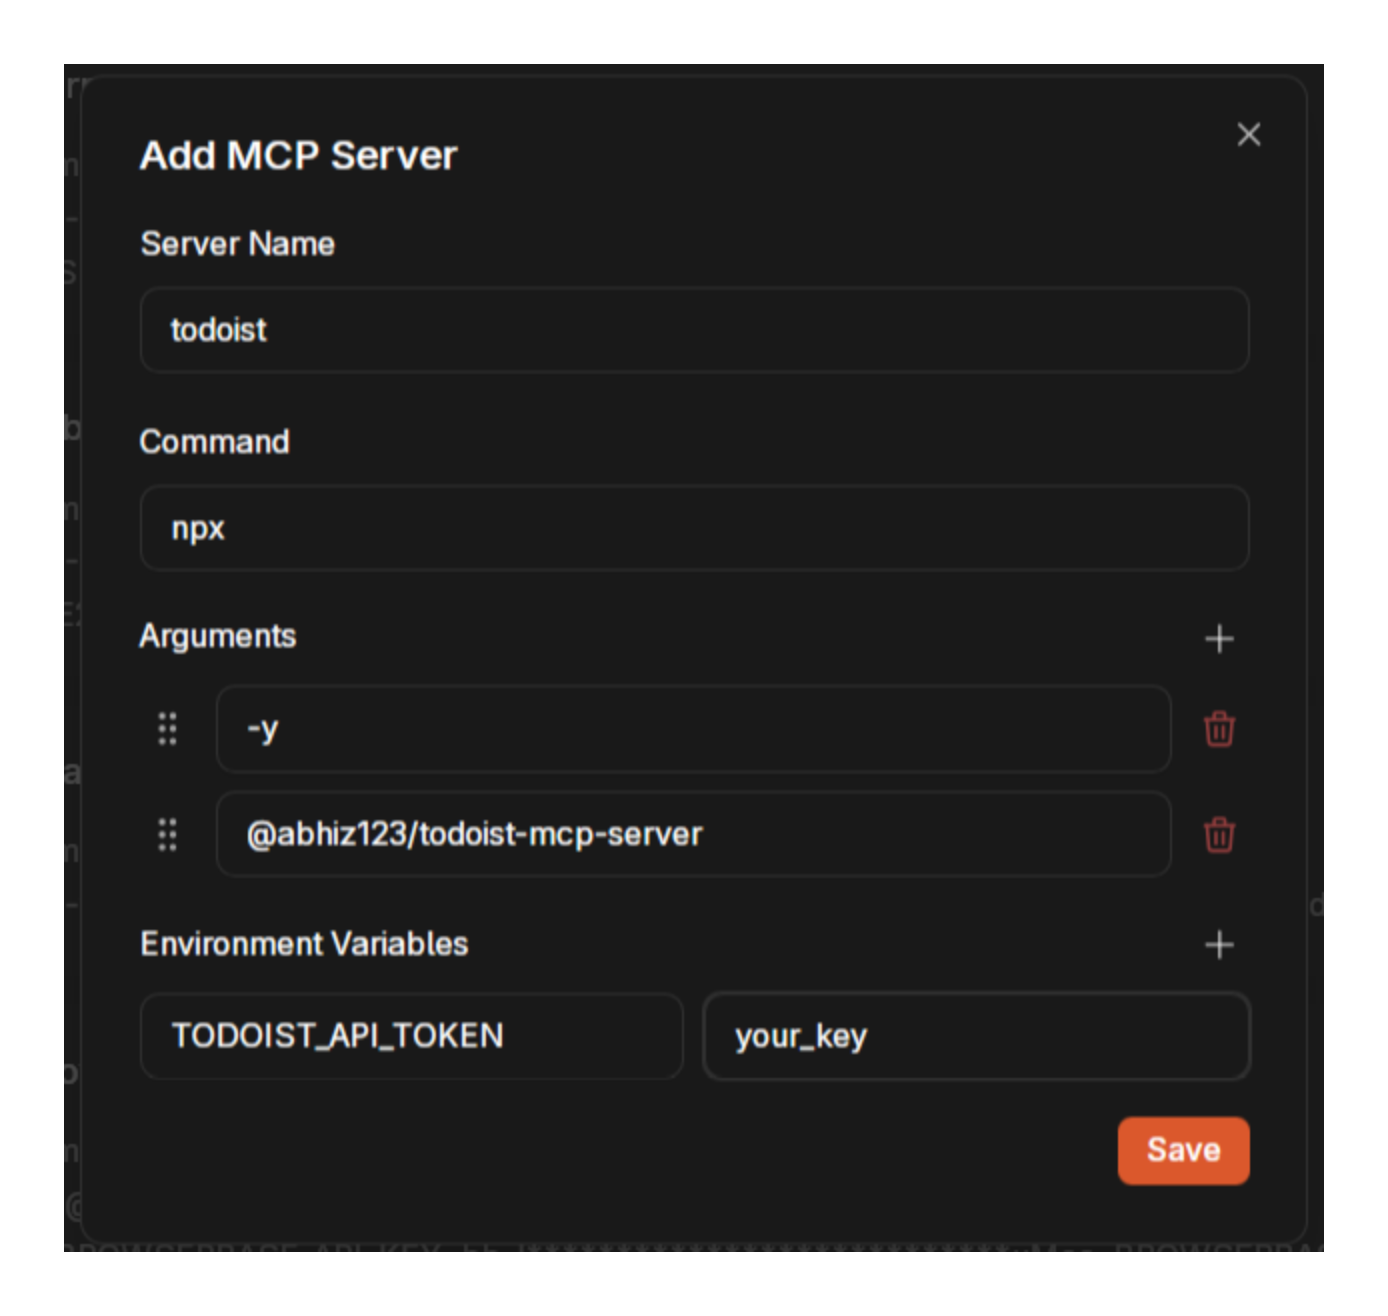 Add MCP Server
Server Name
todoist
Command
npx
Arguments
-y
@abhiz123/todoist-mcp-server
Environment Variables
TODOIST_API_TOKEN
your_key
Save